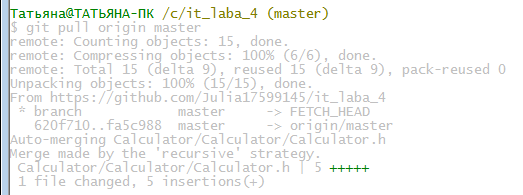 Татьяна@ТАТЬЯНА-ПК /c/it_laba_4 (master)
$ git pull origin master
remote: Counting objects: 15, done.
remote: Compressing objects: 100% (6/6), done.
remote: Total 15 (delta 9), reused 15 (delta 9), pack-reused 0
Unpacking objects: 100% (15/15), done.
From https://github.com/Julia17599145/it_laba_4
 * branch            master     -> FETCH_HEAD
   620f710..fa5c988  master     -> origin/master
Auto-merging Calculator/Calculator/Calculator.h
Merge made by the 'recursive' strategy.
 Calculator/Calculator/Calculator.h | 5 +++++
 1 file changed, 5 insertions(+)